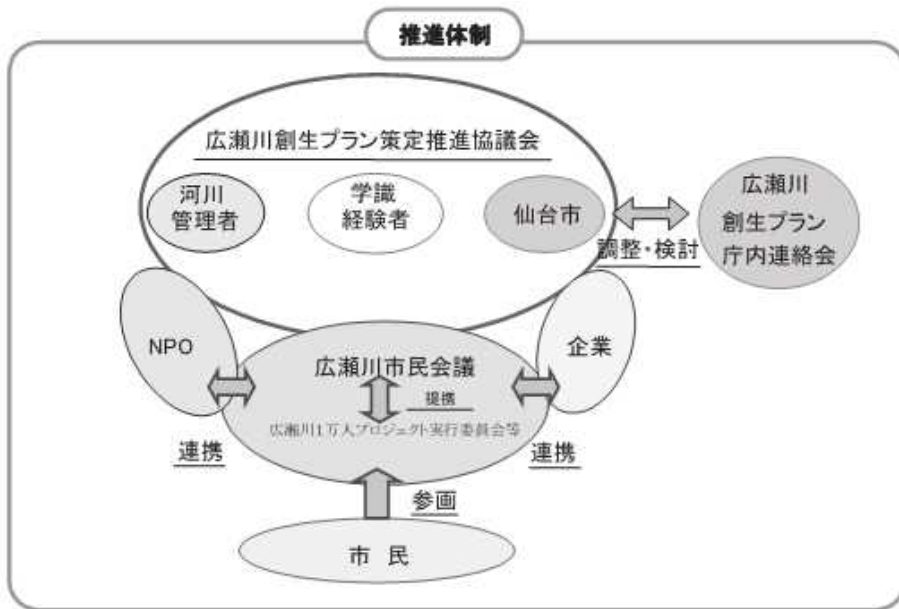 推進体制
広瀬川創生プラン策定推進協議会
河川
管理者
学識
経験者
仙台市
調整・検討
広瀬川
創生プラン
庁内連絡会
NPO
企業
広瀬川市民会議
提携
広瀬川1万人プロジェクト実行委員会等
連携
連携
参画
市 民